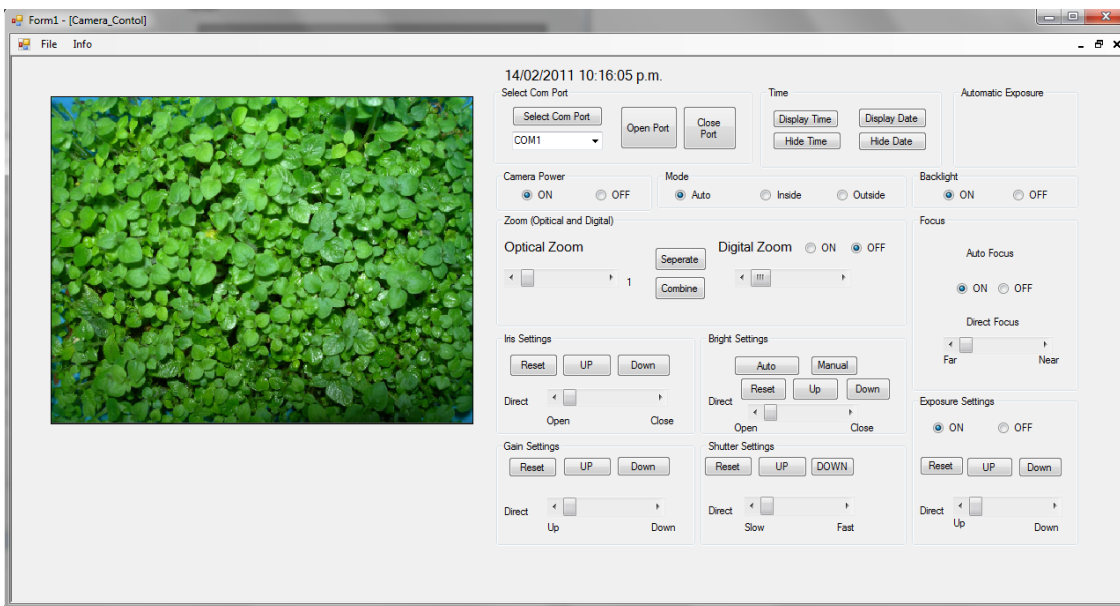 Form1 - [Camera_Contol]
File Info
14/02/2011 10:16:05 p.m.
Select Com Port
Select Com Port
COM1
Open Port
Close
Port
Time
Display Time Display Date
Hide Time Hide Date
Automatic Exposure
Camera Power
ON OFF
Mode
Auto Inside Outside
Backlight
ON OFF
Zoom (Opitical and Digital)
Optical Zoom
1
Seperate
Combine
Digital Zoom ON OFF
Focus
Auto Focus
ON OFF
Direct Focus
Far Near
Iris Settings
Reset UP Down
Direct
Open Close
Bright Settings
Auto Manual
Reset Up Down
Direct
Open Close
Exposure Settings
ON OFF
Reset UP Down
Direct
Up Down
Gain Settings
Reset UP Down
Direct
Up Down
Shutter Settings
Reset UP DOWN
Direct
Slow Fast